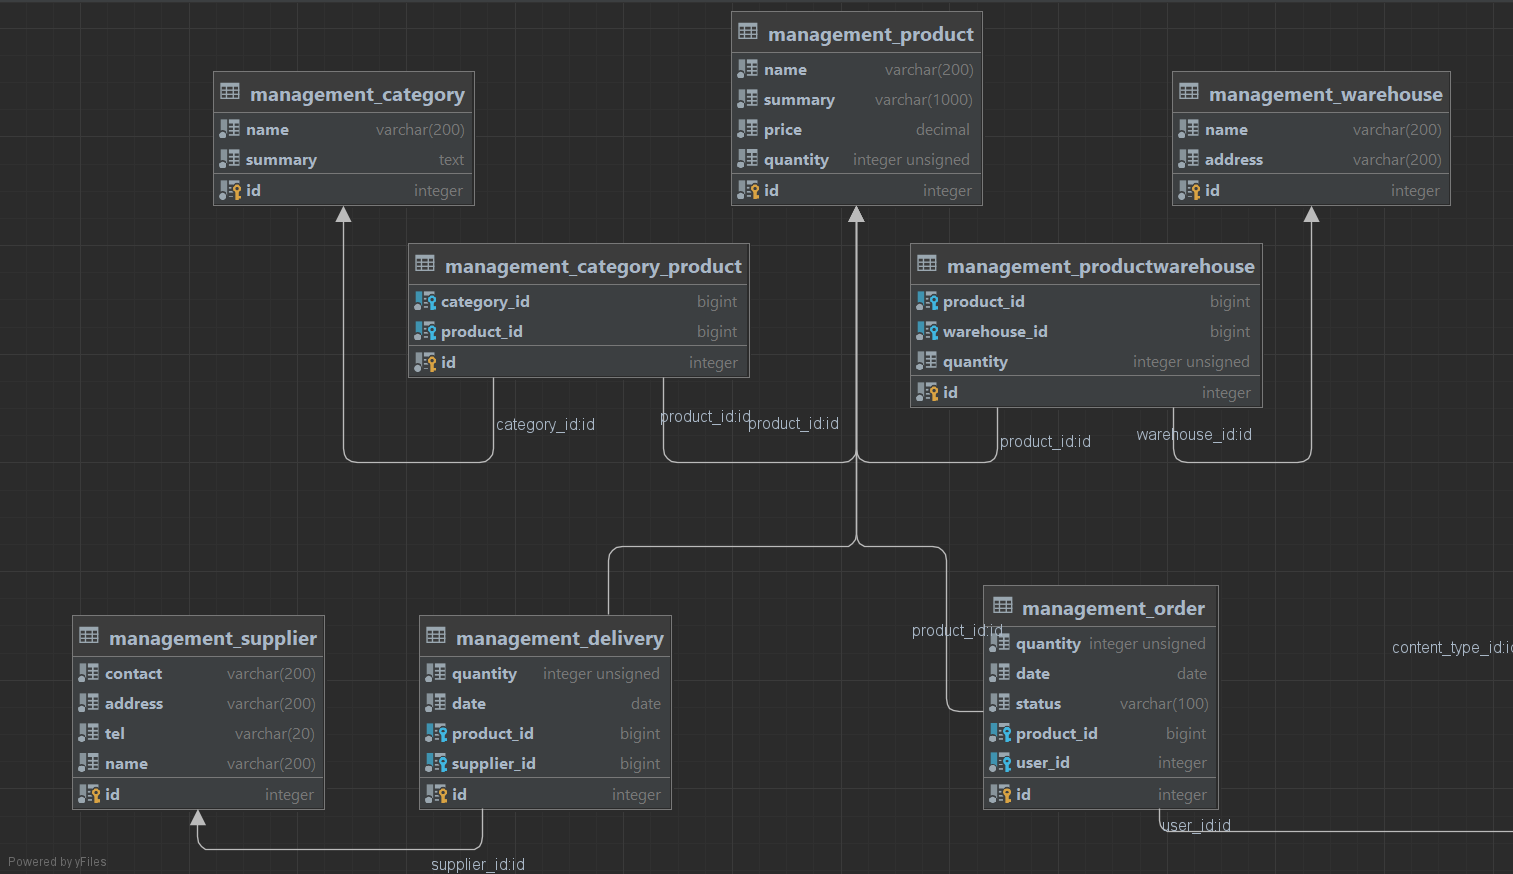 management_product
name varchar(200)
summary varchar(1000)
price decimal
quantity integer unsigned
id integer
management_category
name varchar(200)
summary text
id integer
management_warehouse
name varchar(200)
address varchar(200)
id integer
management_category_product
category_id bigint
product_id bigint
id integer
management_productwarehouse
product_id bigint
warehouse_id bigint
quantity integer unsigned
id integer
category_id:id
product_id:id
product_id:id
product_id:id
warehouse_id:id
management_supplier
contact varchar(200)
address varchar(200)
tel varchar(20)
name varchar(200)
id integer
management_delivery
quantity integer unsigned
date date
product_id bigint
supplier_id bigint
id integer
product_id:id
management_order
quantity integer unsigned
date date
status varchar(100)
product_id bigint
user_id integer
id integer
content_type_id:i
user_id:id
supplier_id:id
Powered by yFiles